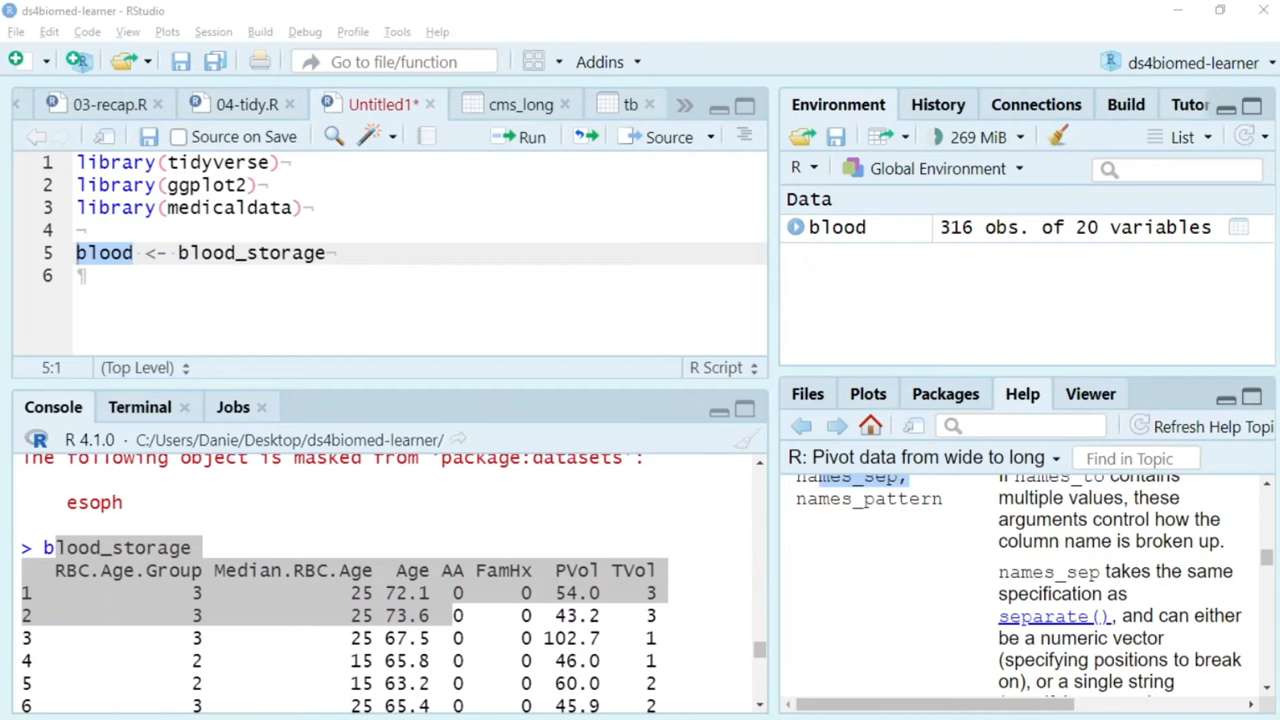 ds4biomed-learner - RStudio
File Edit Code View Plots Session Build Debug Profile Tools Help
Go to file/function Addins ds4biomed-learner
03-recap.R 04-tidy.R Untitled1* cms_long tb
Source on Save Run Source
1 library(tidyverse)¬
2 library(ggplot2)¬
3 library(medicaldata)¬
4 ¬
5 blood <- blood_storage¬
6 ¶
5:1 (Top Level) R Script
Console Terminal Jobs
R 4.1.0 · C:/Users/Danie/Desktop/ds4biomed-learner/
The following object is masked from 'package:datasets':
esoph
> blood_storage
RBC.Age.Group Median.RBC.Age Age AA FamHx PVol TVol
1 3 25 72.1 0 0 54.0 3
2 3 25 73.6 0 0 43.2 3
3 3 25 67.5 0 0 102.7 1
4 2 15 65.8 0 0 46.0 1
5 2 15 63.2 0 0 60.0 2
6 3 25 65.4 0 0 45.9 2
Environment History Connections Build Tutor
269 MiB List
R Global Environment
Data
blood 316 obs. of 20 variables
Files Plots Packages Help Viewer
Refresh Help Topi
R: Pivot data from wide to long Find in Topic
names_sep, If names_to contains
names_pattern multiple values, these
arguments control how the
column name is broken up.
names_sep takes the same
specification as
separate(), and can either
be a numeric vector
(specifying positions to break
on), or a single string